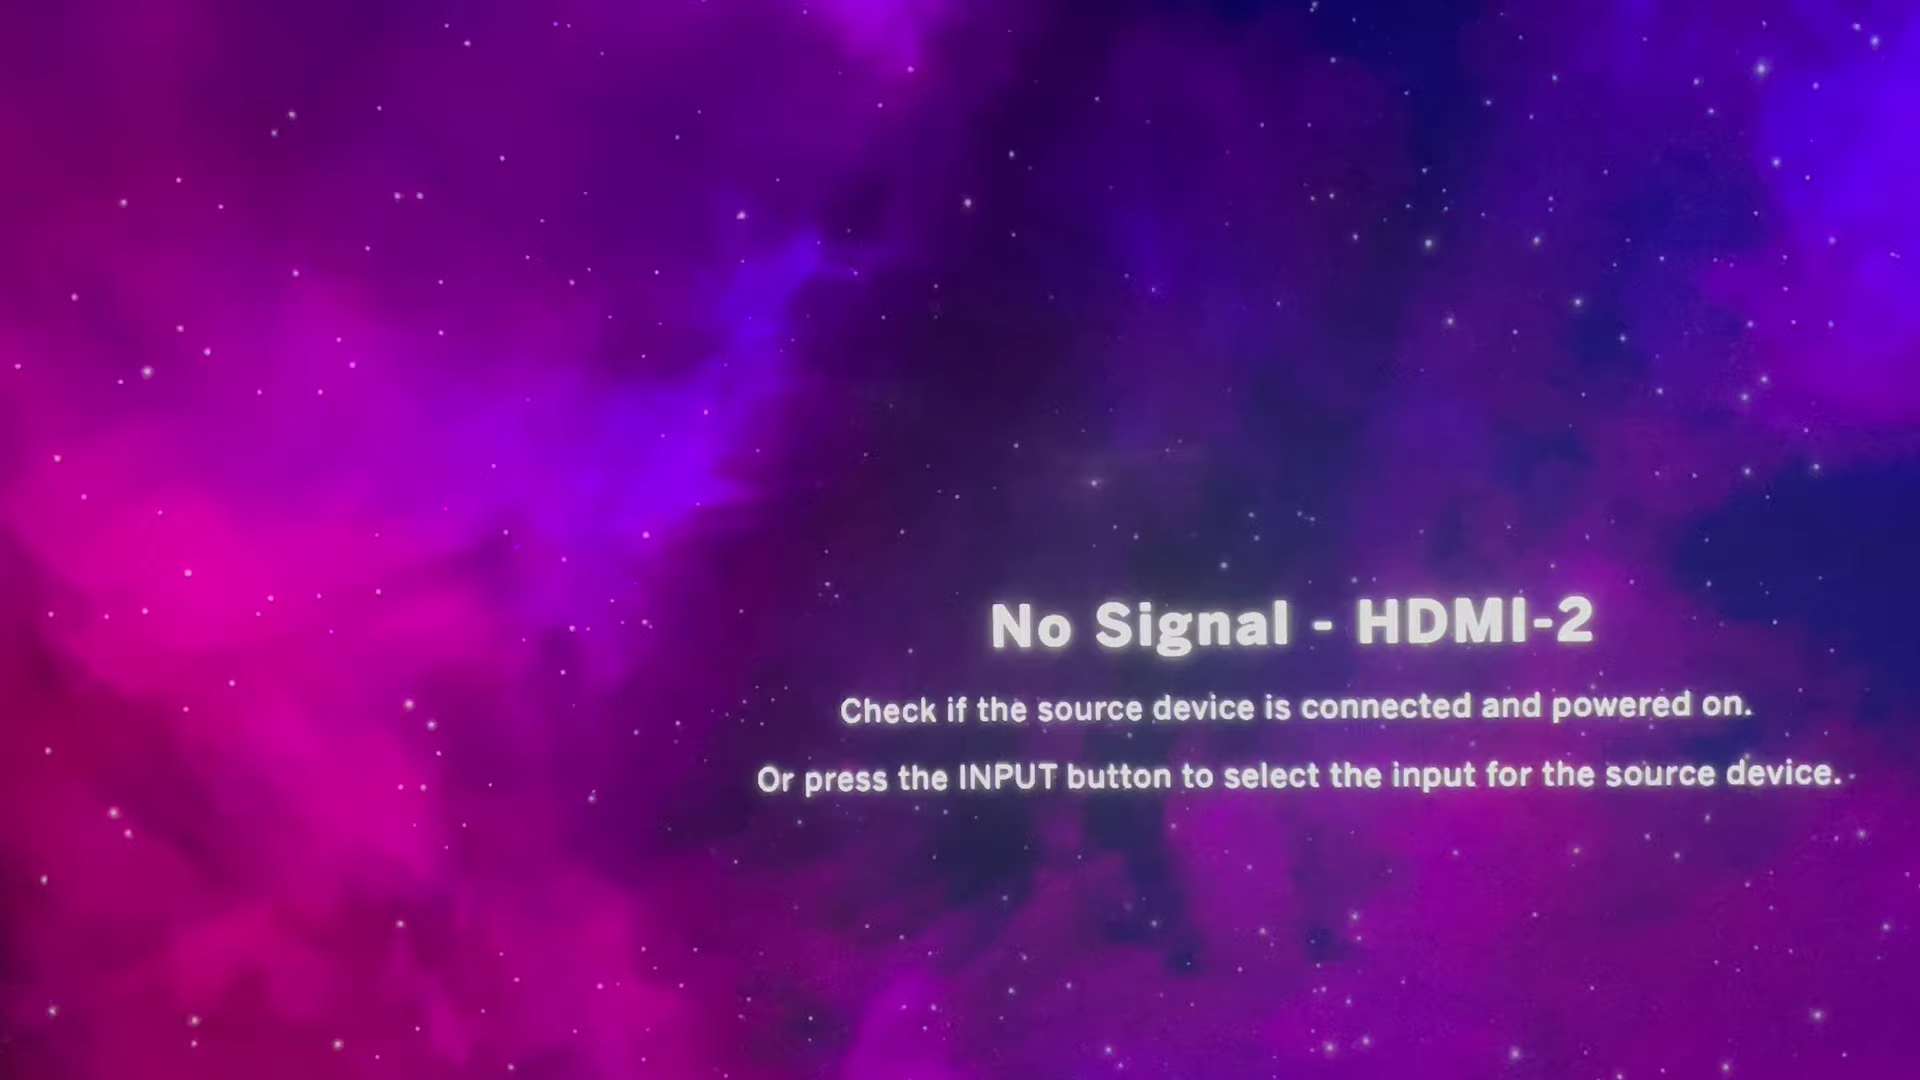 No Signal - HDMI-2
Check if the source device is connected and powered on.
Or press the INPUT button to select the input for the source device.